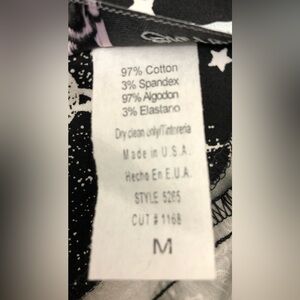 97% Cotton
3% Spandex
97% Algodon
3% Elastano
Dry clean only/Tintoreria
Made in U.S.A.
Hecho En E.U.A.
STYLE 5265
CUT # 1168
M